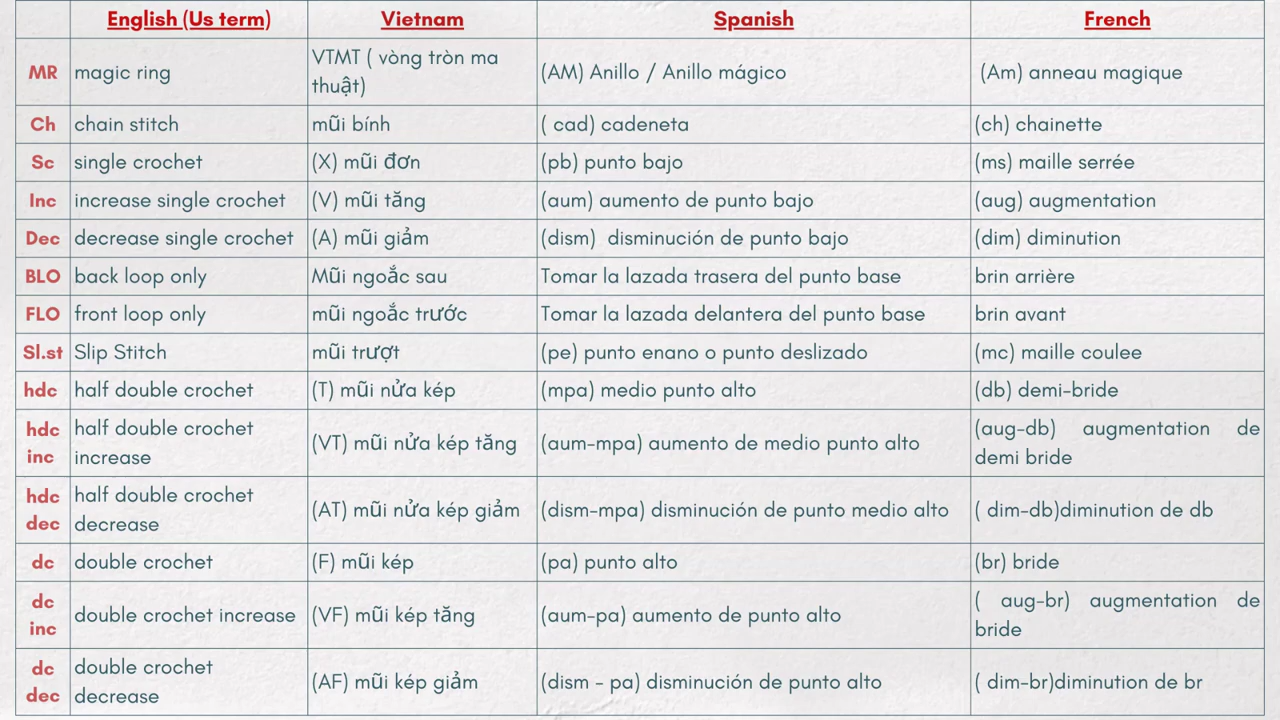 English (Us term) Vietnam Spanish French
MR magic ring VTMT ( vòng tròn ma thuật) (AM) Anillo / Anillo mágico (Am) anneau magique
Ch chain stitch mũi bính (cad) cadeneta (ch) chainette
Sc single crochet (X) mũi đơn (pb) punto bajo (ms) maille serrée
Inc increase single crochet (V) mũi tăng (aum) aumento de punto bajo (aug) augmentation
Dec decrease single crochet (A) mũi giảm (dism) disminución de punto bajo (dim) diminution
BLO back loop only Mũi ngoắc sau Tomar la lazada trasera del punto base brin arrière
FLO front loop only mũi ngoắc trước Tomar la lazada delantera del punto base brin avant
Sl.st Slip Stitch mũi trượt (pe) punto enano o punto deslizado (mc) maille coulee
hdc half double crochet (T) mũi nửa kép (mpa) medio punto alto (db) demi-bride
hdc inc half double crochet increase (VT) mũi nửa kép tăng (aum-mpa) aumento de medio punto alto (aug-db) augmentation de demi bride
hdc dec half double crochet decrease (AT) mũi nửa kép giảm (dism-mpa) disminución de punto medio alto ( dim-db)diminution de db
dc double crochet (F) mũi kép (pa) punto alto (br) bride
dc inc double crochet increase (VF) mũi kép tăng (aum-pa) aumento de punto alto ( aug-br) augmentation de bride
dc dec double crochet decrease (AF) mũi kép giảm (dism - pa) disminución de punto alto ( dim-br)diminution de br